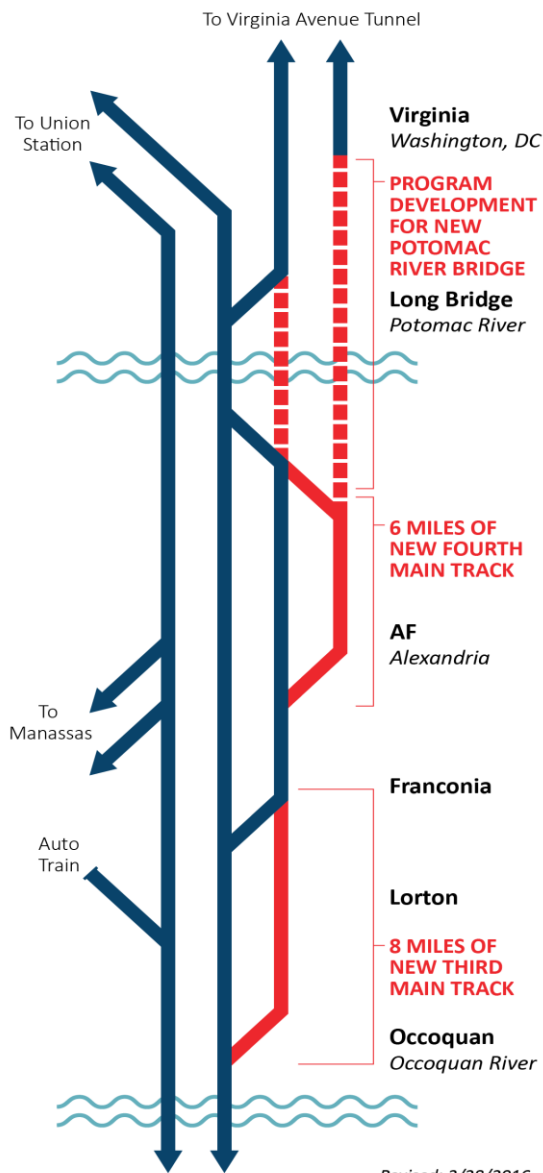 To Virginia Avenue Tunnel
To Union
Station
Virginia
Washington, DC
PROGRAM
DEVELOPMENT
FOR NEW
POTOMAC
RIVER BRIDGE
Long Bridge
Potomac River
6 MILES OF
NEW FOURTH
MAIN TRACK
AF
Alexandria
To
Manassas
Franconia
Auto
Train
Lorton
8 MILES OF
NEW THIRD
MAIN TRACK
Occoquan
Occoquan River